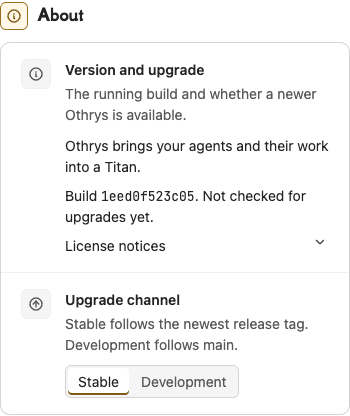 About
Version and upgrade
The running build and whether a newer
Othrys is available.
Othrys brings your agents and their work
into a Titan.
Build 1eed0f523c05. Not checked for
upgrades yet.
License notices
Upgrade channel
Stable follows the newest release tag.
Development follows main.
Stable
Development